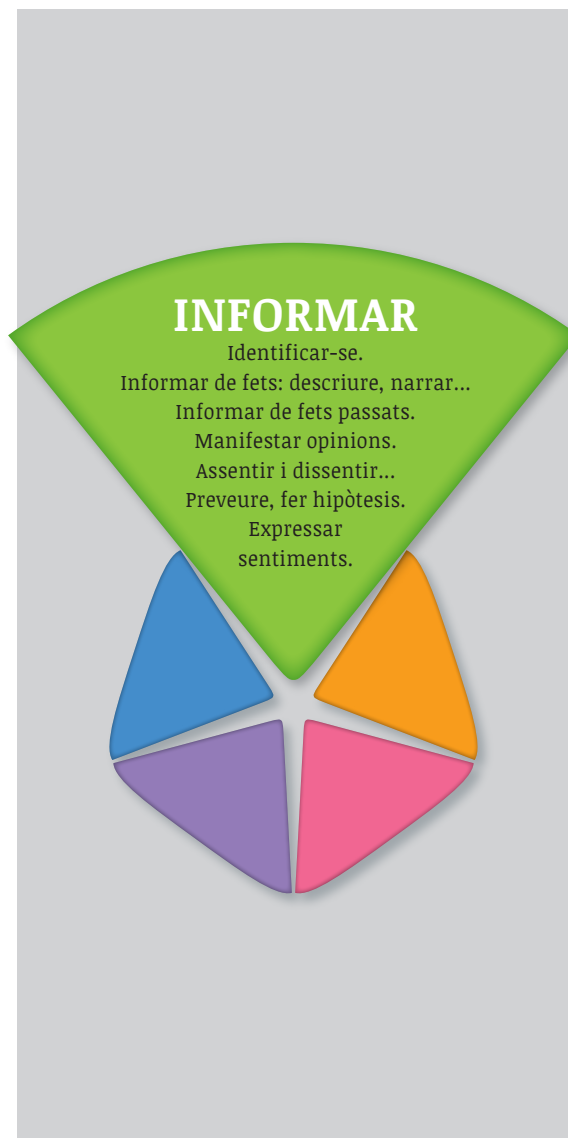 INFORMAR
Identificar-se.
Informar de fets: descriure, narrar...
Informar de fets passats.
Manifestar opinions.
Assentir i dissentir...
Preveure, fer hipòtesis.
Expressar
sentiments.